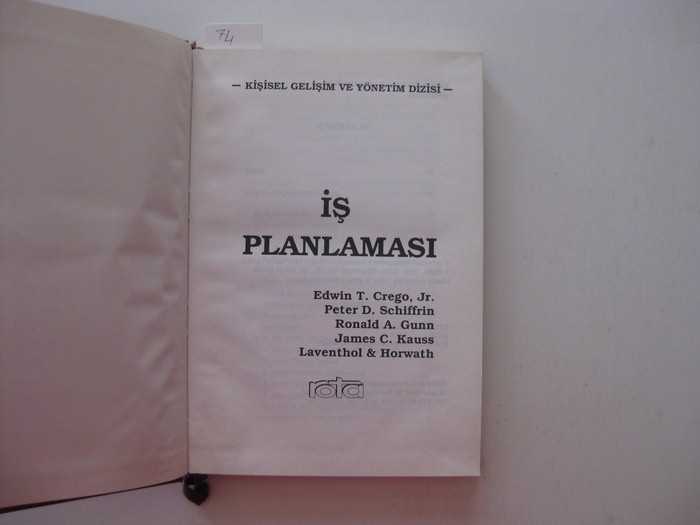 74
— KİŞİSEL GELİŞİM VE YÖNETİM DİZİSİ —
İŞ
PLANLAMASI
Edwin T. Crego, Jr.
Peter D. Schiffrin
Ronald A. Gunn
James C. Kauss
Laventhol & Horwath
rota